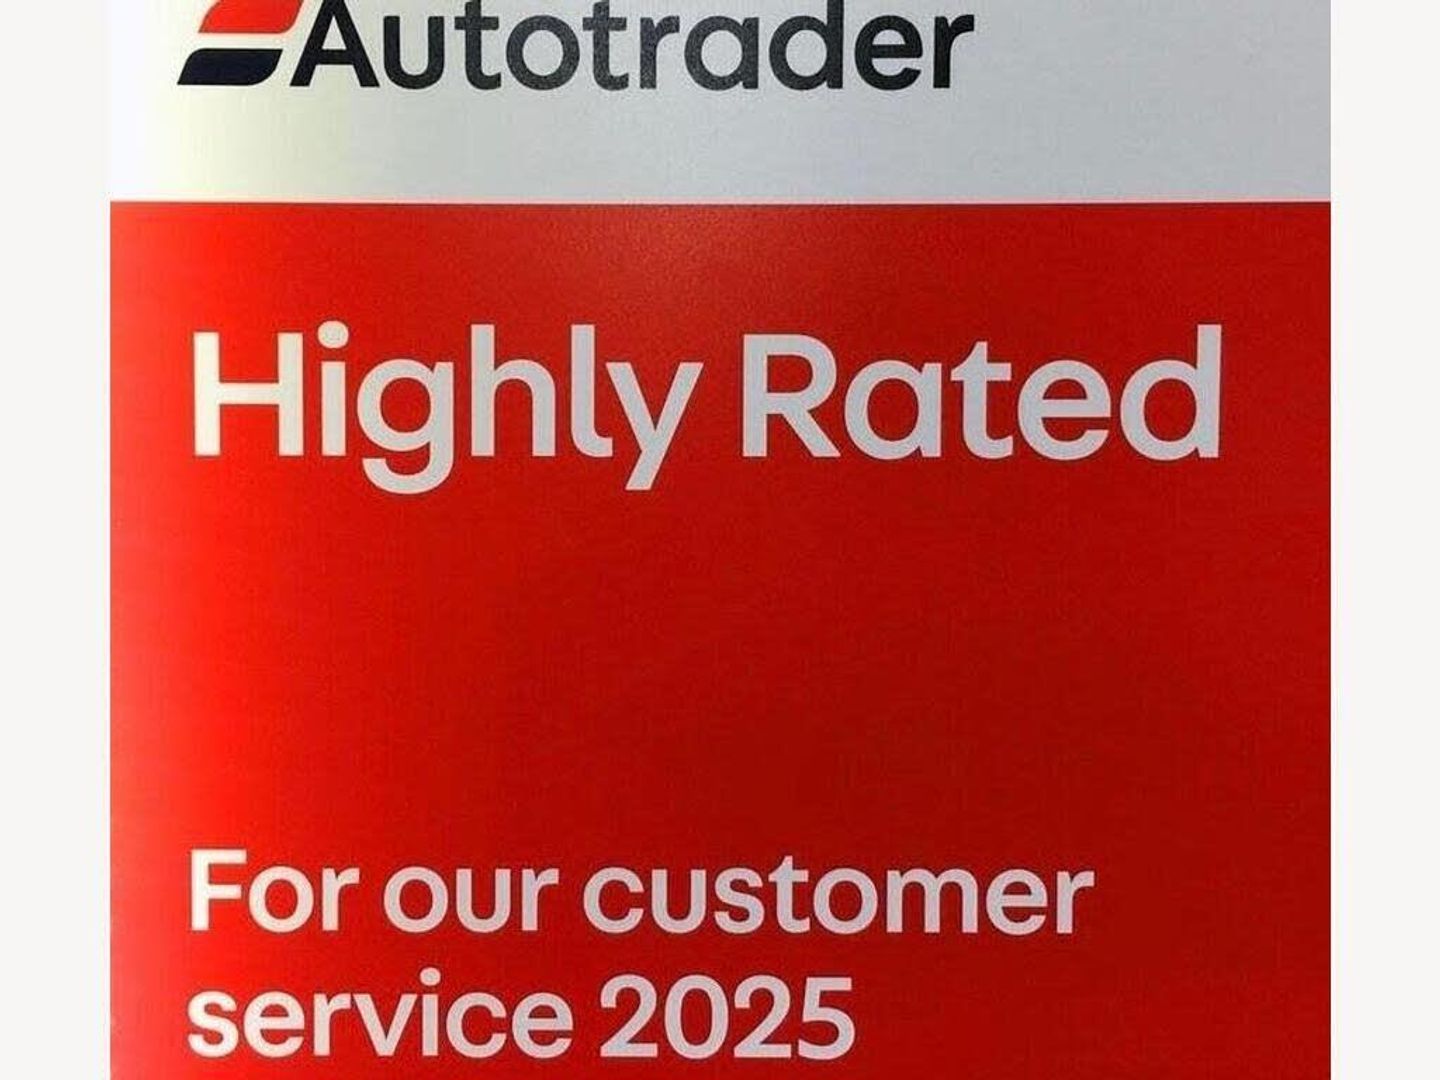 Autotrader
Highly Rated
For our customer
service 2025